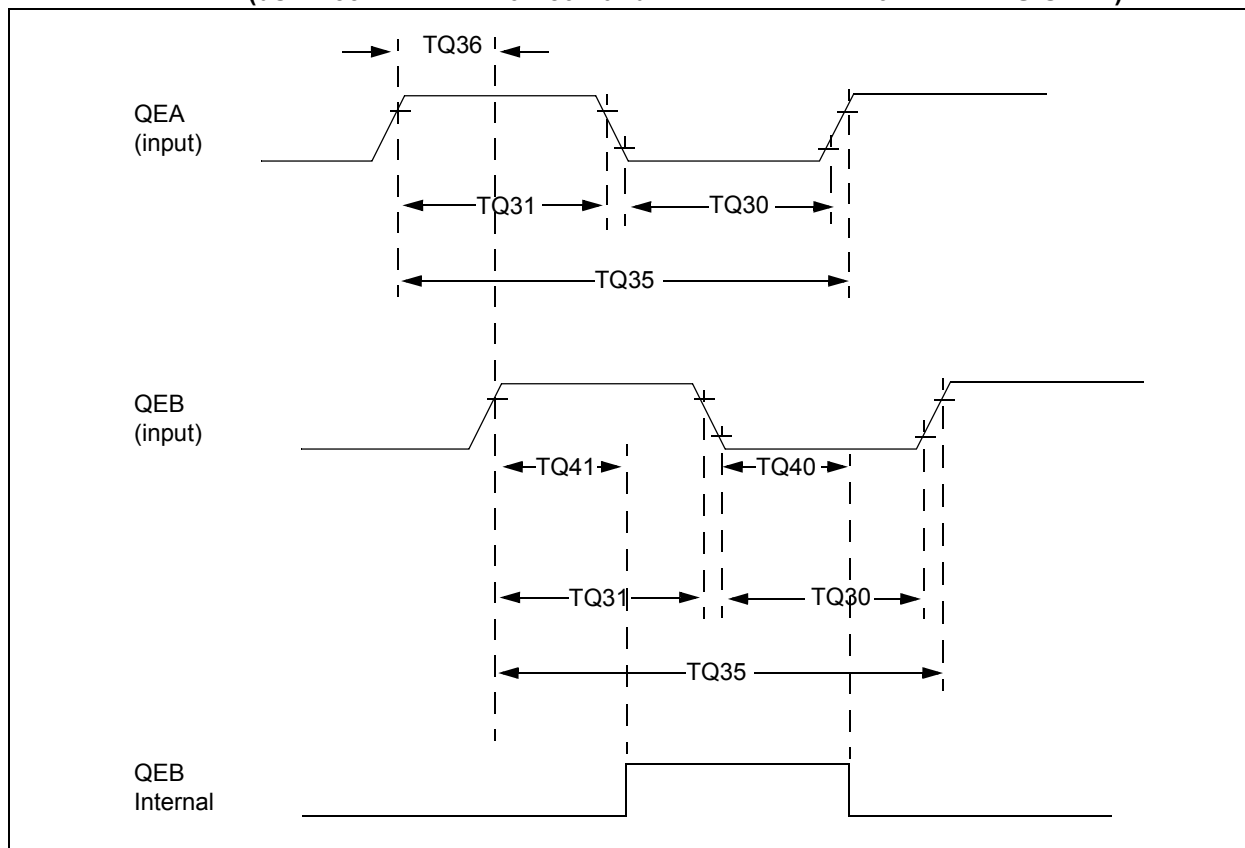 TQ36
QEA
(input)
TQ31
TQ30
TQ35
QEB
(input)
TQ41
TQ40
TQ31
TQ30
TQ35
QEB
Internal